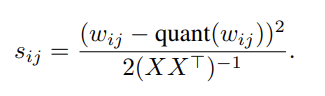 s_{ij} = \frac{(w_{ij} - \text{quant}(w_{ij}))^2}{2(XX^\top)^{-1}}.